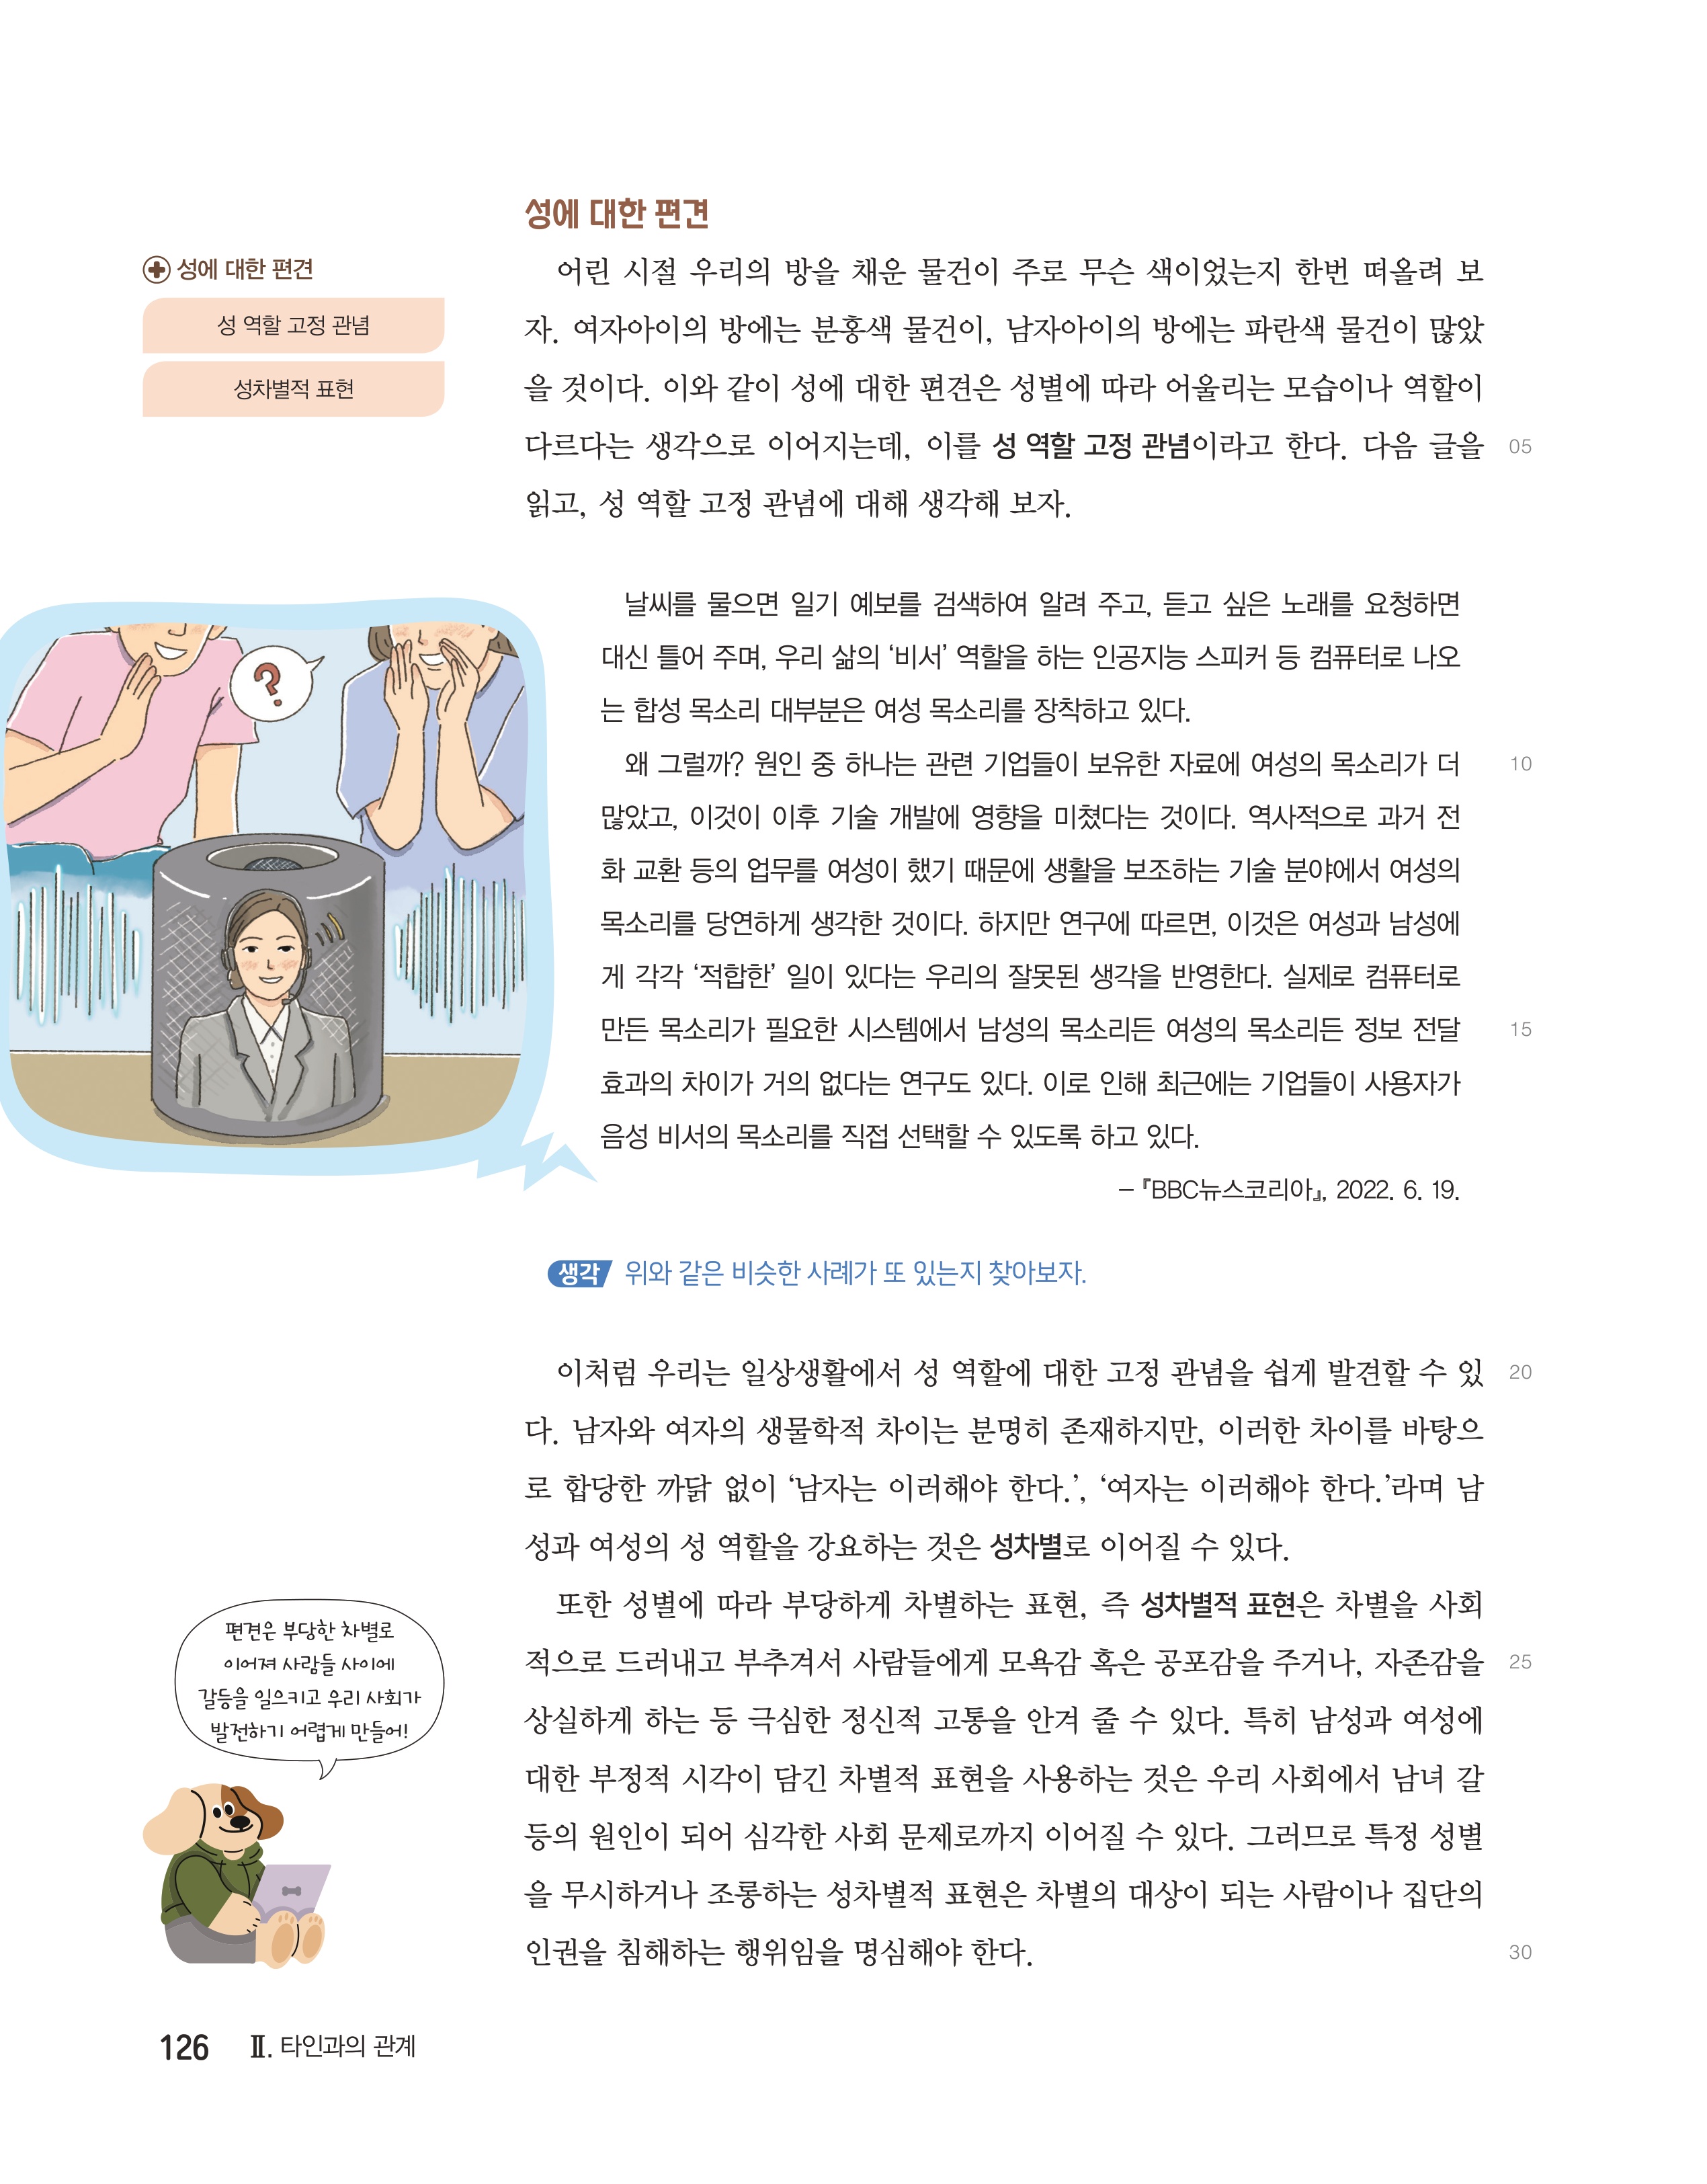 성에 대한 편견
성에 대한 편견
성 역할 고정 관념
성차별적 표현
어린 시절 우리의 방을 채운 물건이 주로 무슨 색이었는지 한번 떠올려 보
자. 여자아이의 방에는 분홍색 물건이, 남자아이의 방에는 파란색 물건이 많았
을 것이다. 이와 같이 성에 대한 편견은 성별에 따라 어울리는 모습이나 역할이
다르다는 생각으로 이어지는데, 이를 성 역할 고정 관념이라고 한다. 다음 글을 05
읽고, 성 역할 고정 관념에 대해 생각해 보자.
?
날씨를 물으면 일기 예보를 검색하여 알려 주고, 듣고 싶은 노래를 요청하면
대신 틀어 주며, 우리 삶의 ‘비서’ 역할을 하는 인공지능 스피커 등 컴퓨터로 나오
는 합성 목소리 대부분은 여성 목소리를 장착하고 있다.
왜 그럴까? 원인 중 하나는 관련 기업들이 보유한 자료에 여성의 목소리가 더 10
많았고, 이것이 이후 기술 개발에 영향을 미쳤다는 것이다. 역사적으로 과거 전
화 교환 등의 업무를 여성이 했기 때문에 생활을 보조하는 기술 분야에서 여성의
목소리를 당연하게 생각한 것이다. 하지만 연구에 따르면, 이것은 여성과 남성에
게 각각 ‘적합한’ 일이 있다는 우리의 잘못된 생각을 반영한다. 실제로 컴퓨터로
만든 목소리가 필요한 시스템에서 남성의 목소리든 여성의 목소리든 정보 전달 15
효과의 차이가 거의 없다는 연구도 있다. 이로 인해 최근에는 기업들이 사용자가
음성 비서의 목소리를 직접 선택할 수 있도록 하고 있다.
– 『BBC뉴스코리아』, 2022. 6. 19.
생각 위와 같은 비슷한 사례가 또 있는지 찾아보자.
이처럼 우리는 일상생활에서 성 역할에 대한 고정 관념을 쉽게 발견할 수 있 20
다. 남자와 여자의 생물학적 차이는 분명히 존재하지만, 이러한 차이를 바탕으
로 합당한 까닭 없이 ‘남자는 이러해야 한다.’, ‘여자는 이러해야 한다.’라며 남
성과 여성의 성 역할을 강요하는 것은 성차별로 이어질 수 있다.
또한 성별에 따라 부당하게 차별하는 표현, 즉 성차별적 표현은 차별을 사회
적으로 드러내고 부추겨서 사람들에게 모욕감 혹은 공포감을 주거나, 자존감을 25
상실하게 하는 등 극심한 정신적 고통을 안겨 줄 수 있다. 특히 남성과 여성에
대한 부정적 시각이 담긴 차별적 표현을 사용하는 것은 우리 사회에서 남녀 갈
등의 원인이 되어 심각한 사회 문제로까지 이어질 수 있다. 그러므로 특정 성별
을 무시하거나 조롱하는 성차별적 표현은 차별의 대상이 되는 사람이나 집단의
인권을 침해하는 행위임을 명심해야 한다. 30
편견은 부당한 차별로
이어져 사람들 사이에
갈등을 일으키고 우리 사회가
발전하기 어렵게 만들어!
126 Ⅱ. 타인과의 관계